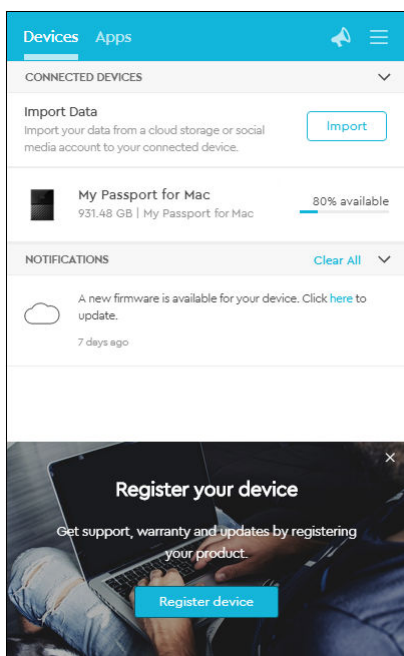 Devices Apps
CONNECTED DEVICES
Import Data
Import your data from a cloud storage or social
media account to your connected device.
Import
My Passport for Mac
931.48 GB | My Passport for Mac
80% available
NOTIFICATIONS
Clear All
A new firmware is available for your device. Click here to
update.
7 days ago
Register your device
Get support, warranty and updates by registering
your product.
Register device